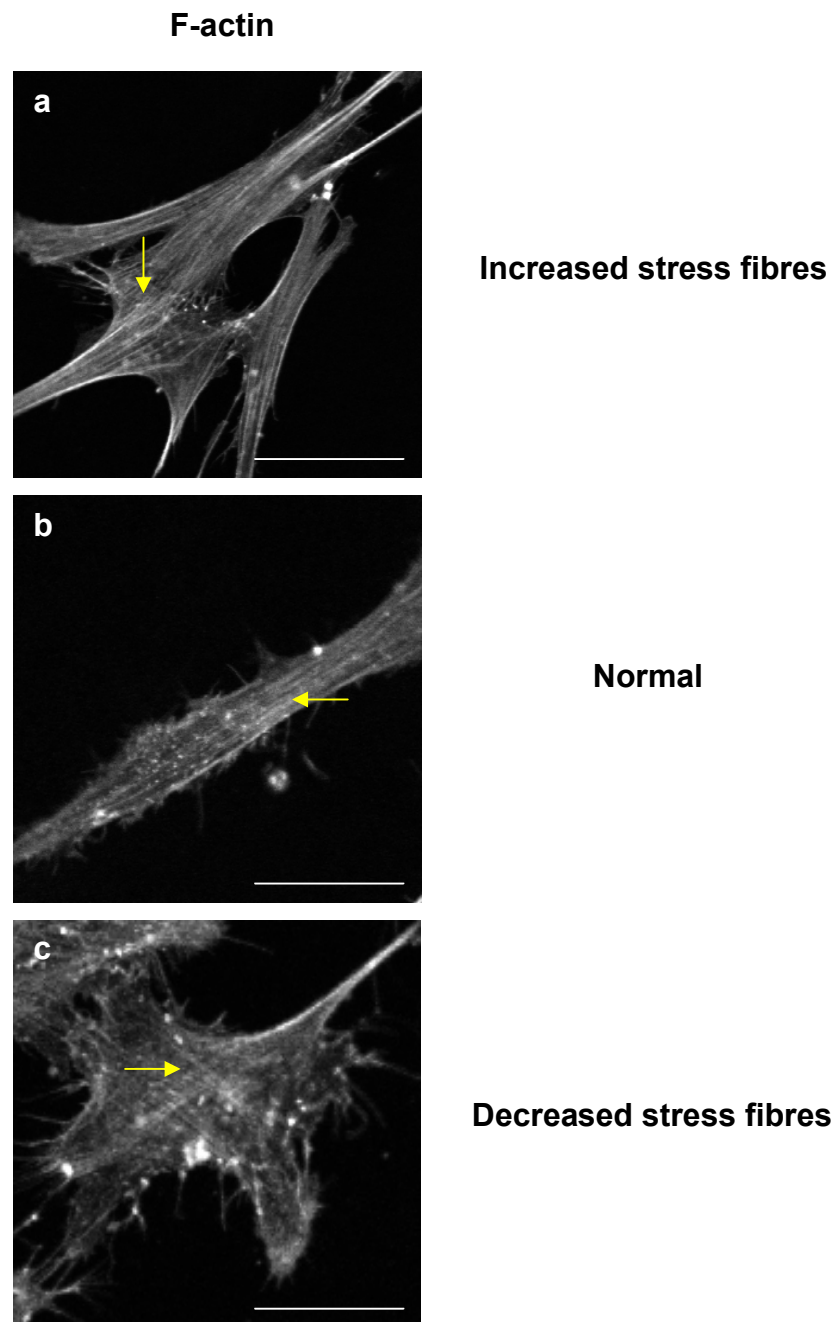 F-actin
a
Increased stress fibres
b
Normal
c
Decreased stress fibres